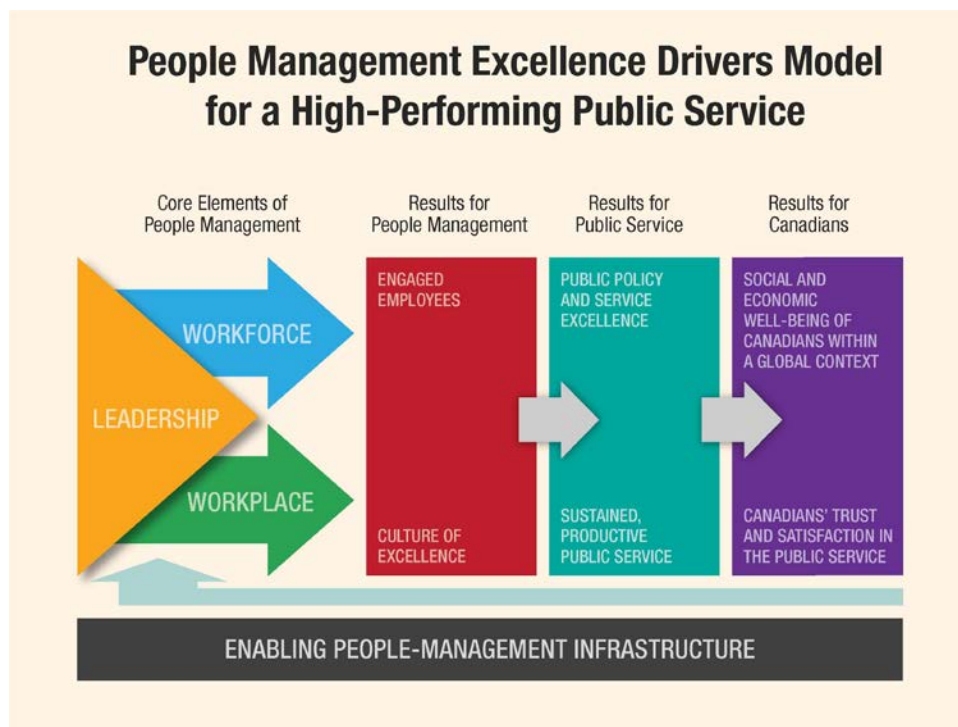 People Management Excellence Drivers Model
for a High-Performing Public Service
Core Elements of
People Management
Results for
People Management
Results for
Public Service
Results for
Canadians
WORKFORCE
LEADERSHIP
WORKPLACE
ENGAGED
EMPLOYEES
CULTURE OF
EXCELLENCE
PUBLIC POLICY
AND SERVICE
EXCELLENCE
SUSTAINED,
PRODUCTIVE
PUBLIC SERVICE
SOCIAL AND
ECONOMIC
WELL-BEING OF
CANADIANS WITHIN
A GLOBAL CONTEXT
CANADIANS' TRUST
AND SATISFACTION IN
THE PUBLIC SERVICE
ENABLING PEOPLE-MANAGEMENT INFRASTRUCTURE